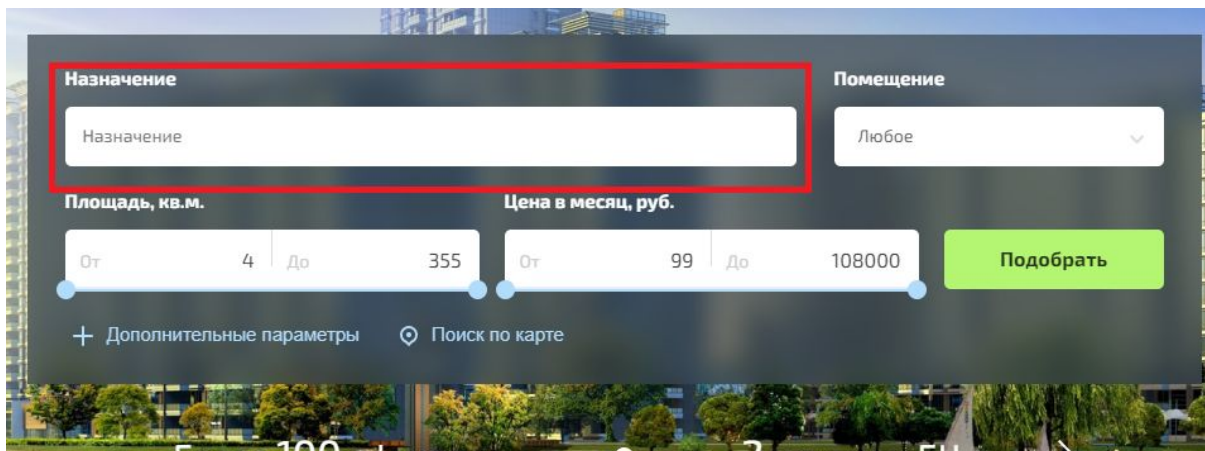 Назначение Помещение
Назначение Любое
Площадь, кв.м. Цена в месяц, руб.
От 4 До 355 От 99 До 108000 Подобрать
+ Дополнительные параметры Поиск по карте